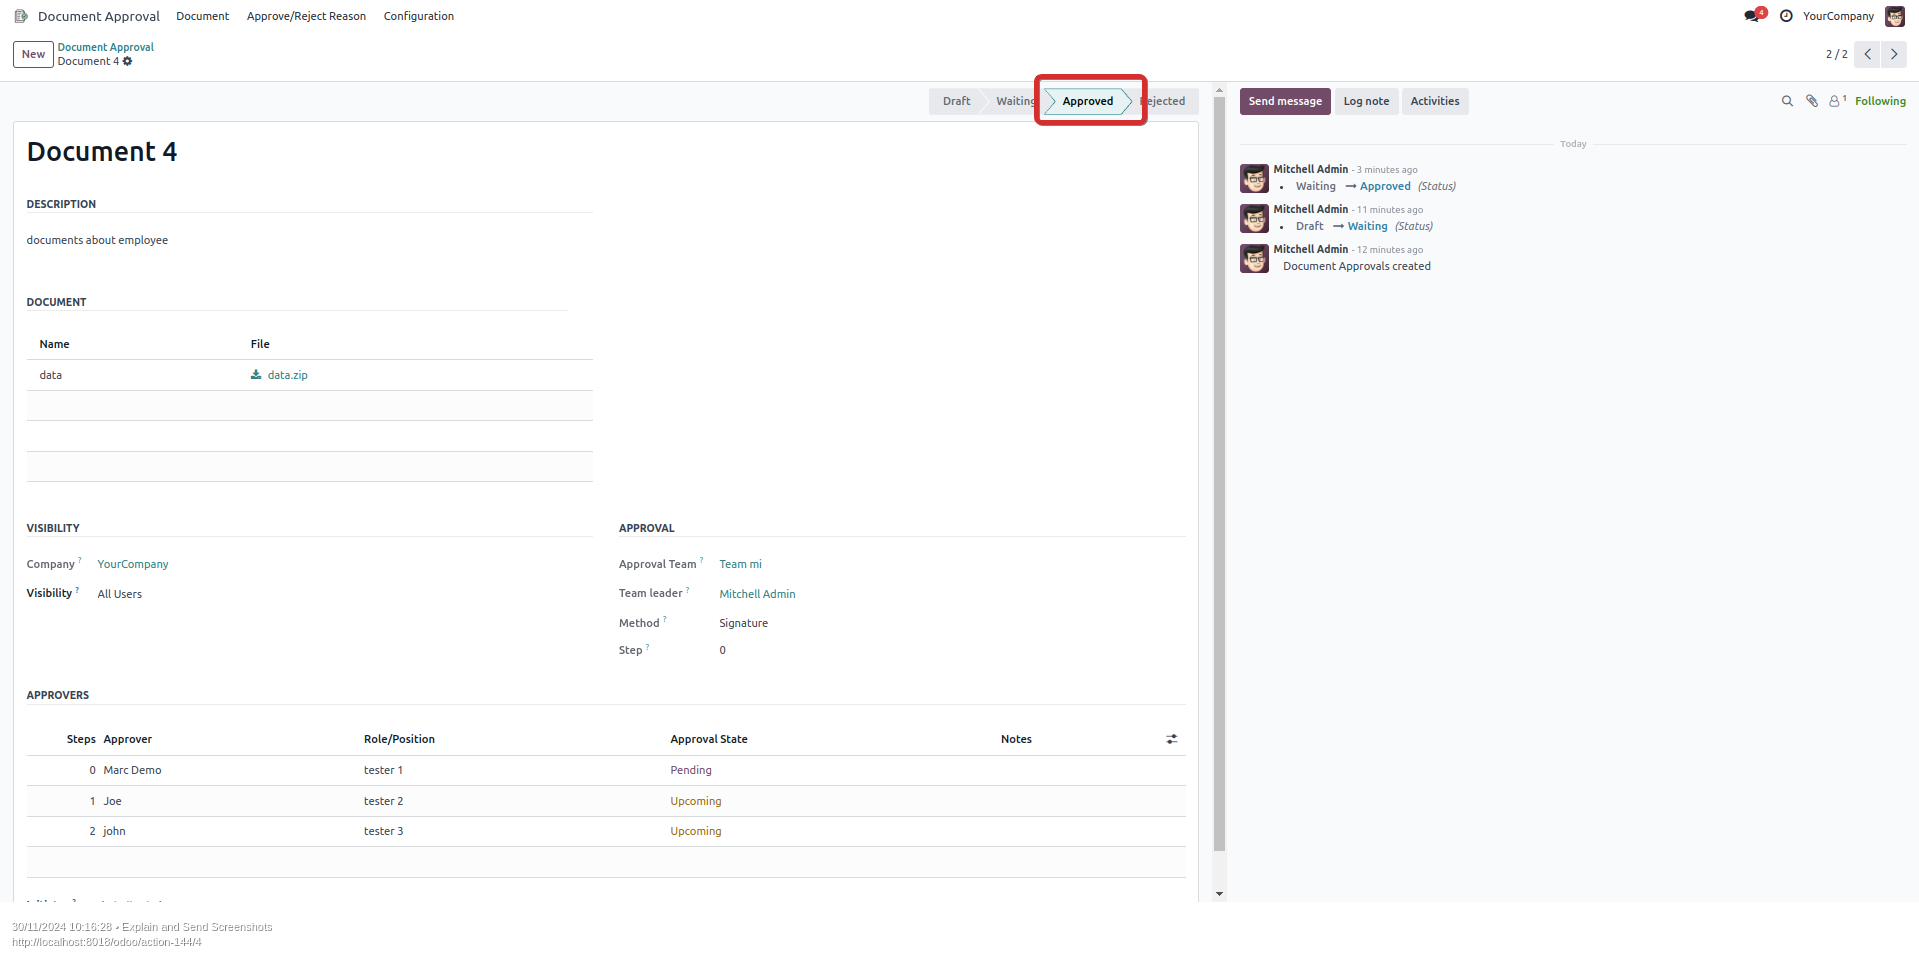 Document Approval Document Approve/Reject Reason Configuration 4 YourCompany
New Document Approval
Document 4 2 / 2
Draft Waiting Approved ejected Send message Log note Activities 1 Following
Document 4
Today
Mitchell Admin - 3 minutes ago
Waiting → Approved (Status)
Mitchell Admin - 11 minutes ago
Draft → Waiting (Status)
Mitchell Admin - 12 minutes ago
Document Approvals created
DESCRIPTION
documents about employee
DOCUMENT
Name File
data data.zip
VISIBILITY
Company ? YourCompany
Visibility ? All Users
APPROVAL
Approval Team ? Team mi
Team leader ? Mitchell Admin
Method ? Signature
Step ? 0
APPROVERS
Steps Approver Role/Position Approval State Notes
0 Marc Demo tester 1 Pending
1 Joe tester 2 Upcoming
2 john tester 3 Upcoming
30/11/2024 10:16:28 • Explain and Send Screenshots
http://localhost:8018/odoo/action-144/4